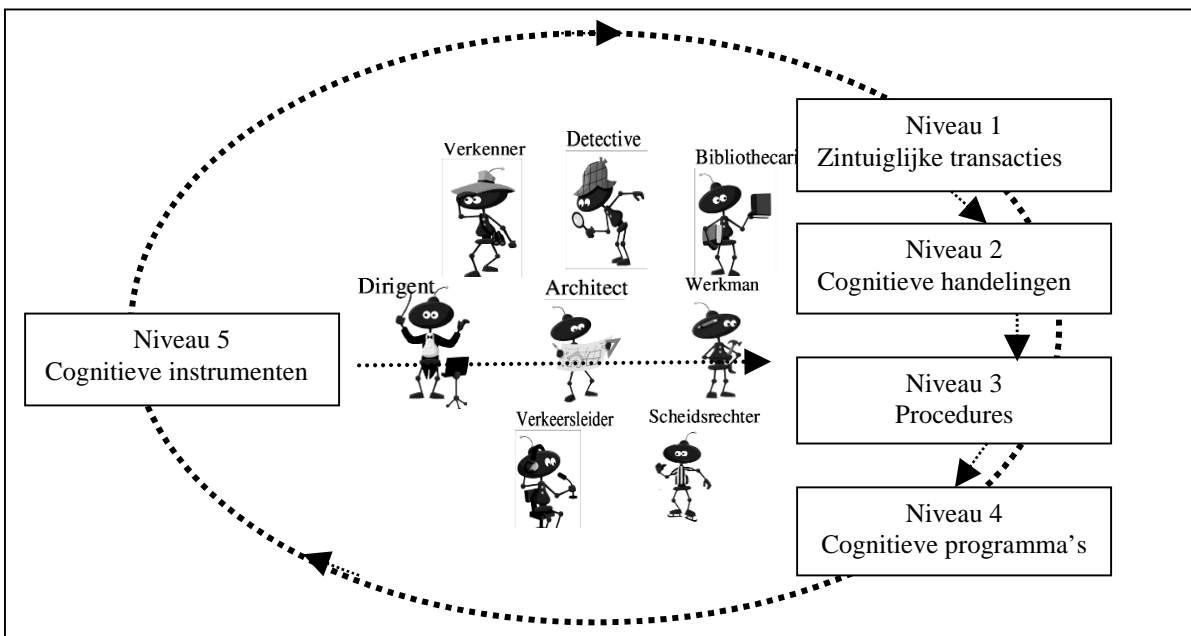 Niveau 1
Zintuiglijke transacties
Detective
Verkenner
Bibliothecari
Niveau 2
Cognitieve handelingen
Dirigent
Architect
Werkman
Niveau 5
Cognitieve instrumenten
Niveau 3
Procedures
Verkeersleider
Scheidsrechter
Niveau 4
Cognitieve programma's